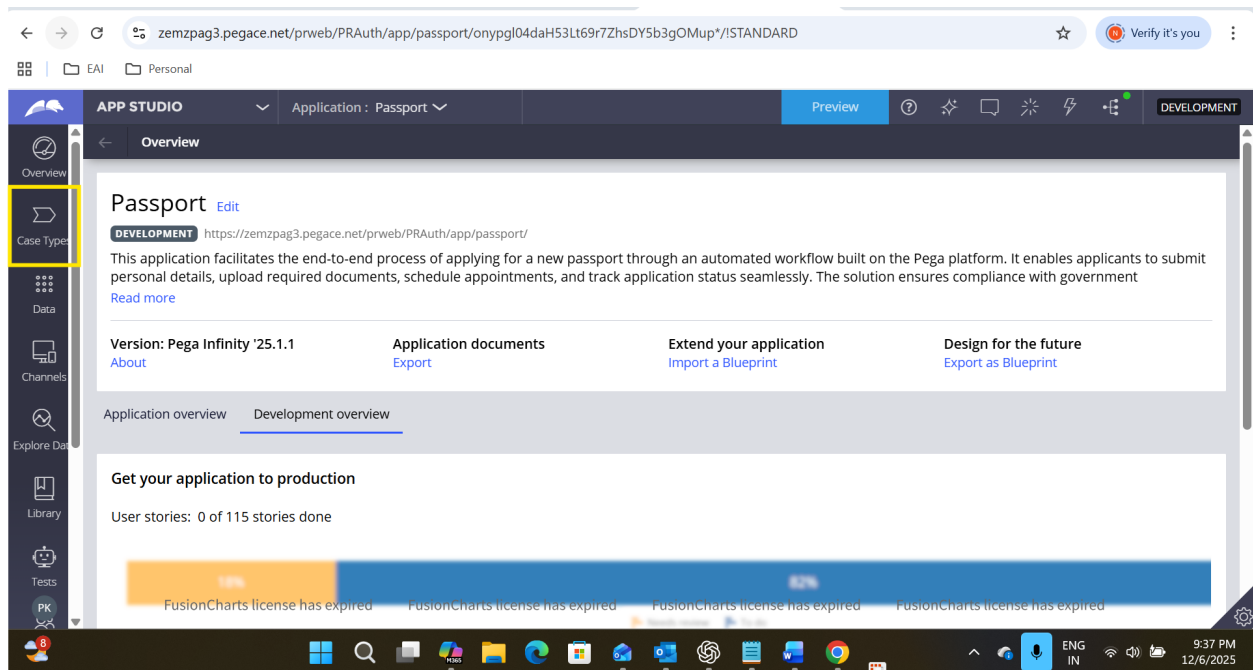 zemzpag3.pegace.net/prweb/PRAuth/app/passport/onypgl04daH53Lt69r7ZhsDY5b3gOMup*/!STANDARD
N
Verify it's you
EAI
Personal
APP STUDIO
Application : Passport
Preview
DEVELOPMENT
Overview
Overview
Case Types
Data
Channels
Explore Dat
Library
Tests
PK
Passport Edit
DEVELOPMENT https://zemzpag3.pegace.net/prweb/PRAuth/app/passport/
This application facilitates the end-to-end process of applying for a new passport through an automated workflow built on the Pega platform. It enables applicants to submit
personal details, upload required documents, schedule appointments, and track application status seamlessly. The solution ensures compliance with government
Read more
Version: Pega Infinity '25.1.1
About
Application documents
Export
Extend your application
Import a Blueprint
Design for the future
Export as Blueprint
Application overview
Development overview
Get your application to production
User stories: 0 of 115 stories done
18%
82%
FusionCharts license has expired
FusionCharts license has expired
FusionCharts license has expired
FusionCharts license has expired
Needs review
To do
8
M365
ENG
IN
9:37 PM
12/6/2025